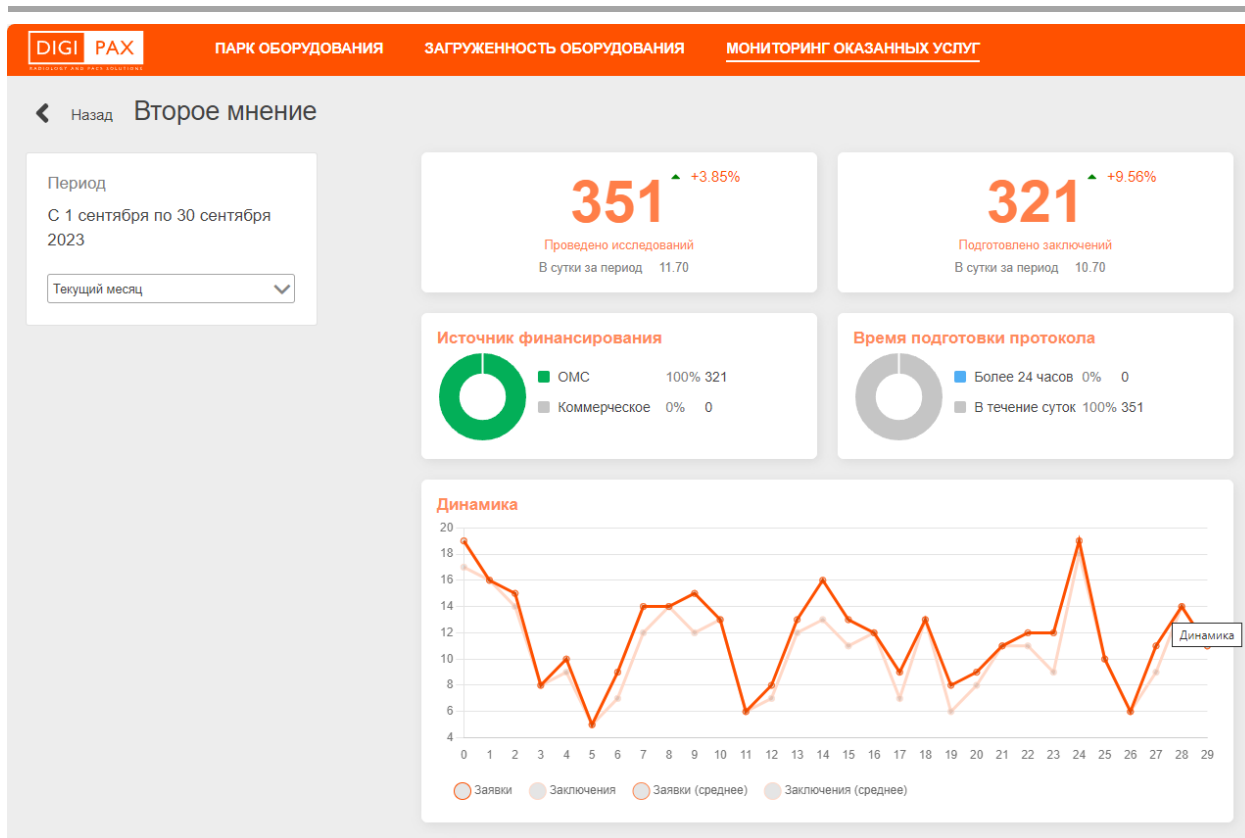 DIGI PAX
RADIOLOGY AND PACS SOLUTIONS
ПАРК ОБОРУДОВАНИЯ
ЗАГРУЖЕННОСТЬ ОБОРУДОВАНИЯ
МОНИТОРИНГ ОКАЗАННЫХ УСЛУГ
Назад
Второе мнение
Период
С 1 сентября по 30 сентября
2023
Текущий месяц
351 +3.85%
Проведено исследований
В сутки за период 11.70
321 +9.56%
Подготовлено заключений
В сутки за период 10.70
Источник финансирования
ОМС 100% 321
Коммерческое 0% 0
Время подготовки протокола
Более 24 часов 0% 0
В течение суток 100% 351
Динамика
20
18
16
14
12
10
8
6
4
0 1 2 3 4 5 6 7 8 9 10 11 12 13 14 15 16 17 18 19 20 21 22 23 24 25 26 27 28 29
Динамика
Заявки Заключения Заявки (среднее) Заключения (среднее)